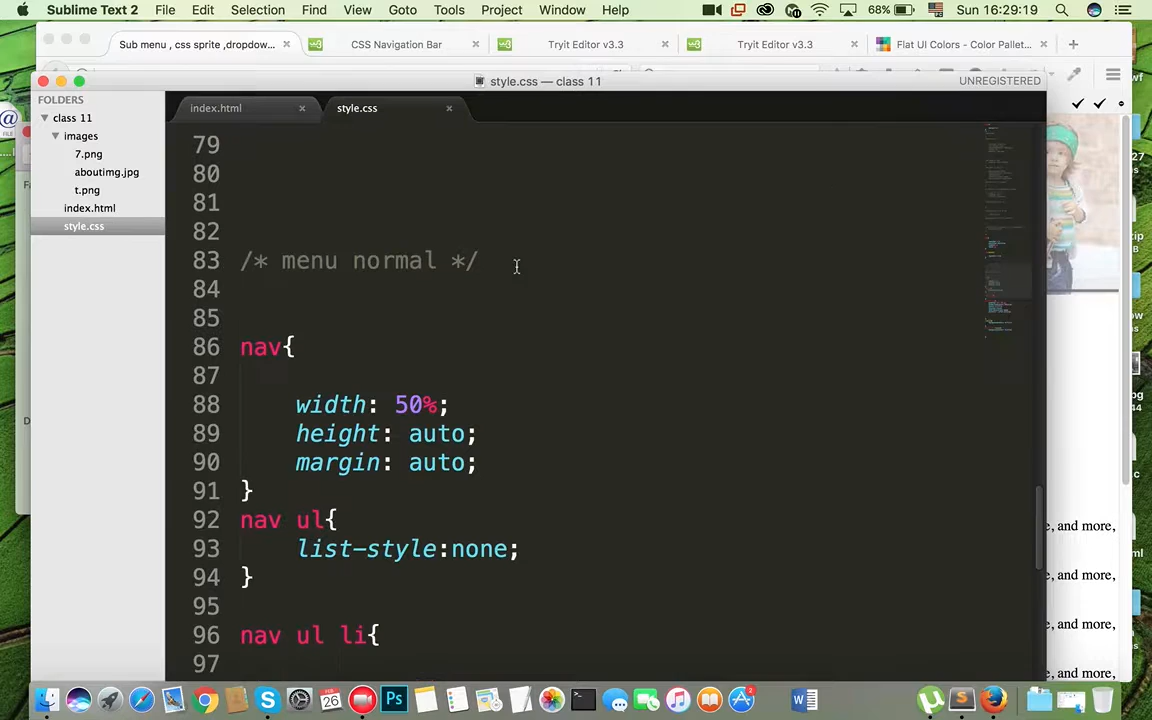 Sublime Text 2 File Edit Selection Find View Goto Tools Project Window Help 68% Sun 16:29:19
Sub menu , css sprite ,dropdow... × CSS Navigation Bar × Tryit Editor v3.3 × Tryit Editor v3.3 × Flat UI Colors - Color Pallet... × +
style.css — class 11 UNREGISTERED
FOLDERS
class 11
images
7.png
aboutimg.jpg
t.png
index.html
style.css
index.html × style.css ×
79
80
81
82
83 /* menu normal */
84
85
86 nav{
87
88 width: 50%;
89 height: auto;
90 margin: auto;
91 }
92 nav ul{
93 list-style:none;
94 }
95
96 nav ul li{
97
e, and more,
e, and more,
e, and more,
e, and more,
FEB
26
Ps
2